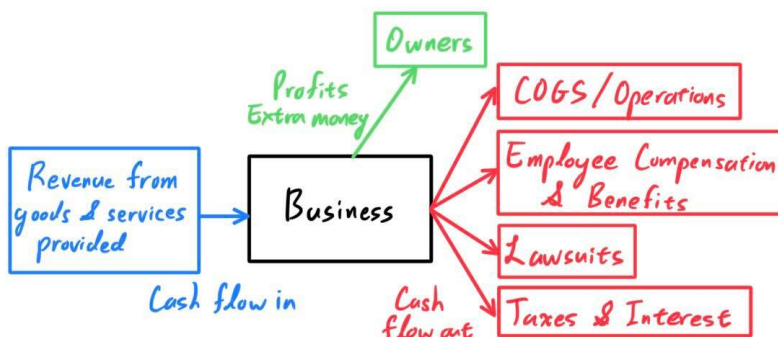 Owners
Profits
Extra money
COGS/Operations
Employee Compensation
& Benefits
Revenue from
goods & services
provided
Business
Lawsuits
Cash flow in
Cash
flow out
Taxes & Interest